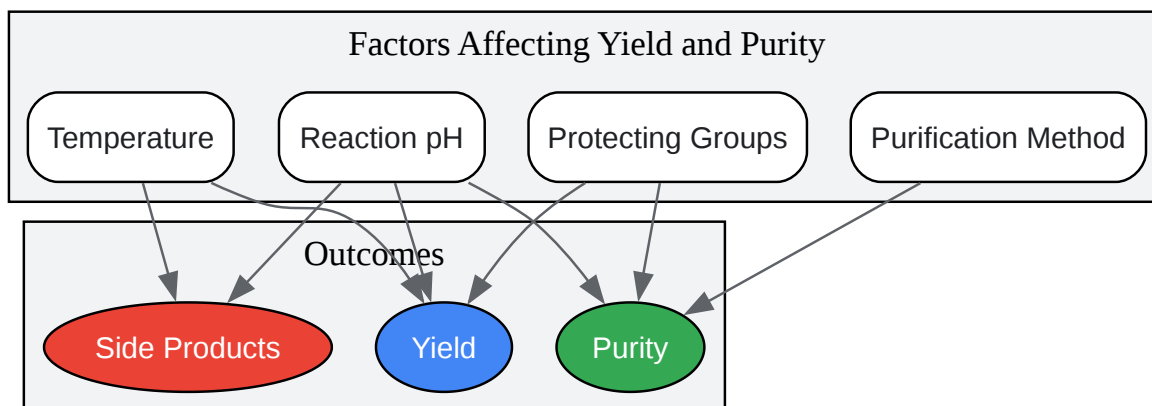 Factors Affecting Yield and Purity
Temperature
Reaction pH
Protecting Groups
Purification Method
Outcomes
Side Products
Yield
Purity